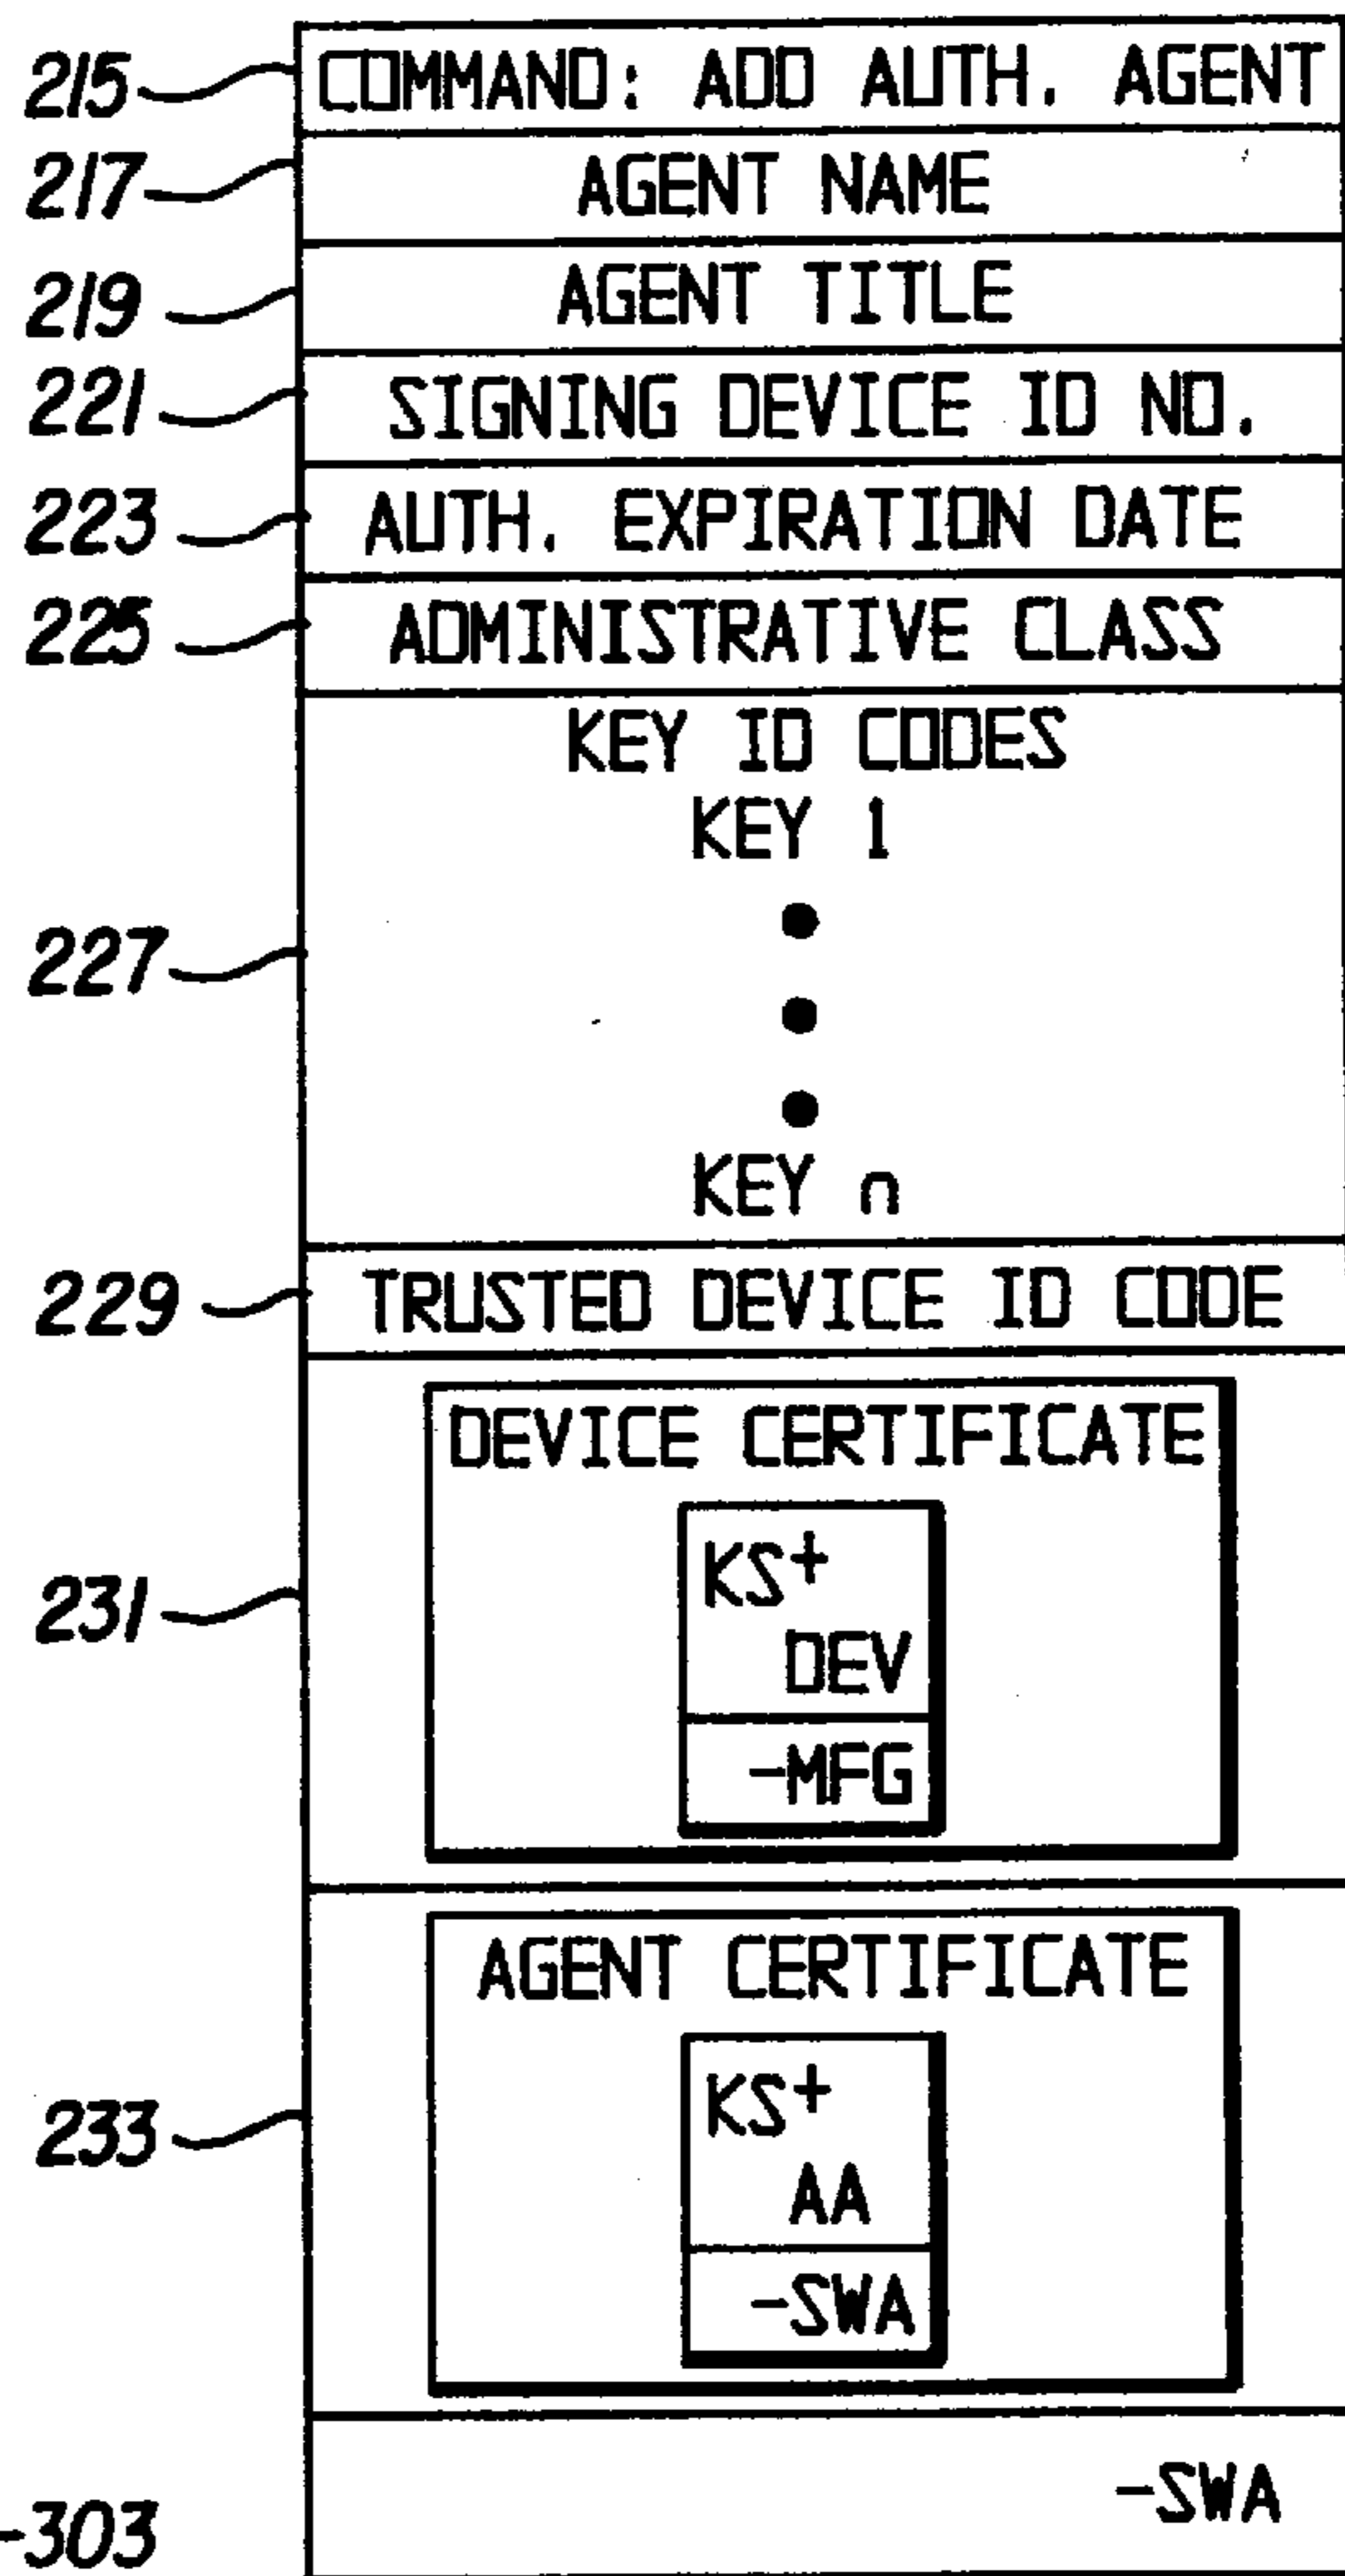 215 COMMAND: ADD AUTH. AGENT
217 AGENT NAME
219 AGENT TITLE
221 SIGNING DEVICE ID NO.
223 AUTH. EXPIRATION DATE
225 ADMINISTRATIVE CLASS
KEY ID CODES
KEY 1
227
KEY n
229 TRUSTED DEVICE ID CODE
DEVICE CERTIFICATE
KS+
231
DEV
-MFG
AGENT CERTIFICATE
KS+
233
AA
-SWA
-SWA
-303